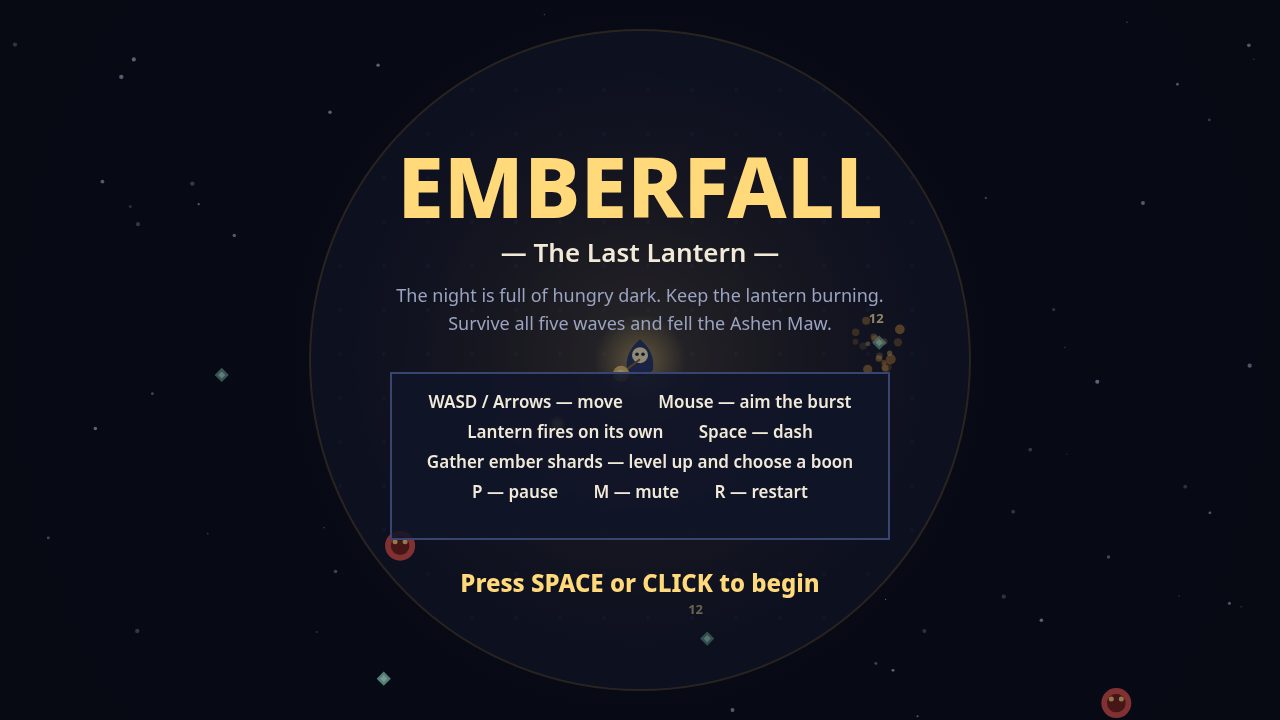 EMBERFALL
— The Last Lantern —
The night is full of hungry dark. Keep the lantern burning.
Survive all five waves and fell the Ashen Maw.
12
WASD / Arrows — move Mouse — aim the burst
Lantern fires on its own Space — dash
Gather ember shards — level up and choose a boon
P — pause M — mute R — restart
Press SPACE or CLICK to begin
12